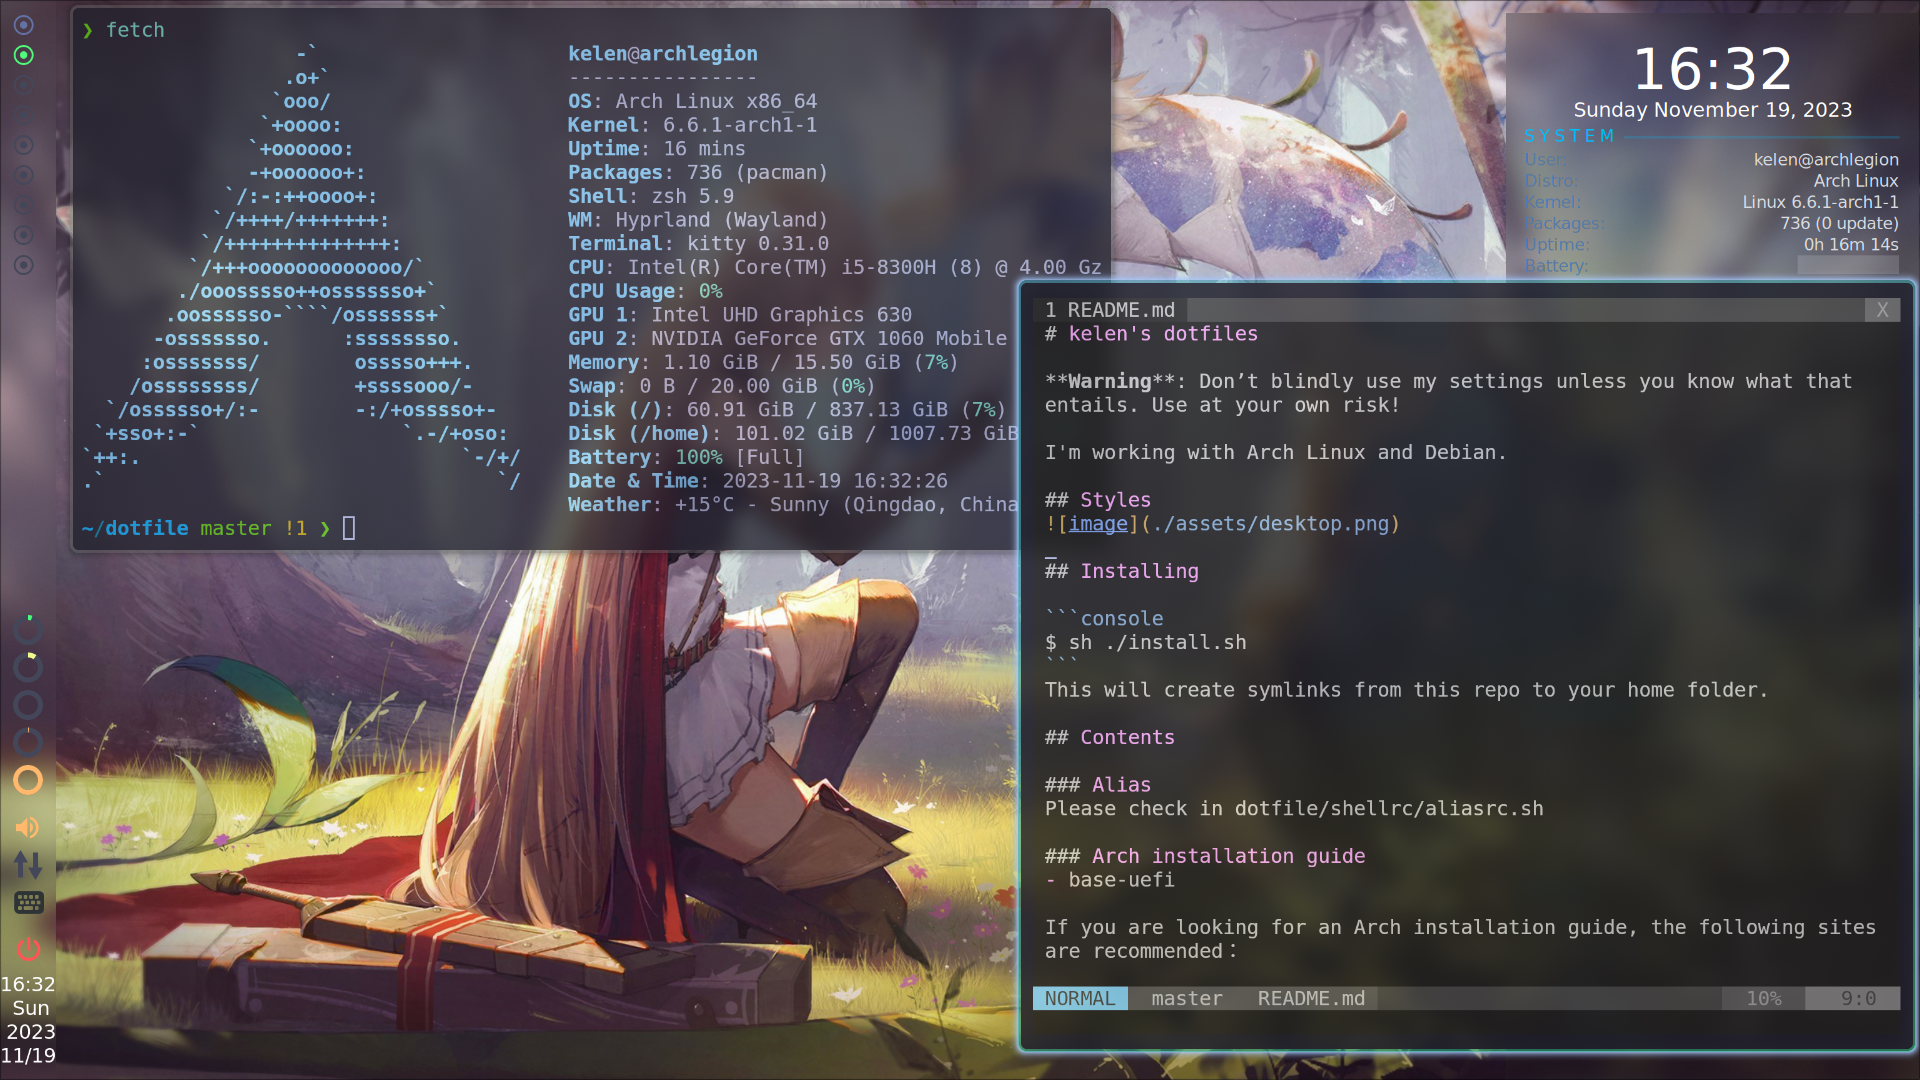 ❯ fetch
                  -`
                 .o+`
                `ooo/
               `+oooo:
              `+oooooo:
              -+oooooo+:
            `/:-:++oooo+:
           `/++++/+++++++:
          `/++++++++++++++:
         `/+++ooooooooooooo/`
        ./ooosssso++osssssso+`
       .oossssso-````/ossssss+`
      -osssssso.      :ssssssso.
     :osssssss/        osssso+++.
    /ossssssss/        +ssssooo/-
  `/ossssso+/:-        -:/+osssso+-
 `+sso+:-`                 `.-/+oso:
`++:.                           `-/+/
.`                                 `/
kelen@archlegion
----------------
OS: Arch Linux x86_64
Kernel: 6.6.1-arch1-1
Uptime: 16 mins
Packages: 736 (pacman)
Shell: zsh 5.9
WM: Hyprland (Wayland)
Terminal: kitty 0.31.0
CPU: Intel(R) Core(TM) i5-8300H (8) @ 4.00 Gz
CPU Usage: 0%
GPU 1: Intel UHD Graphics 630
GPU 2: NVIDIA GeForce GTX 1060 Mobile
Memory: 1.10 GiB / 15.50 GiB (7%)
Swap: 0 B / 20.00 GiB (0%)
Disk (/): 60.91 GiB / 837.13 GiB (7%)
Disk (/home): 101.02 GiB / 1007.73 GiB
Battery: 100% [Full]
Date & Time: 2023-11-19 16:32:26
Weather: +15°C - Sunny (Qingdao, China
~/dotfile master !1 ❯
16:32
Sunday November 19, 2023
SYSTEM
User: kelen@archlegion
Distro: Arch Linux
Kernel: Linux 6.6.1-arch1-1
Packages: 736 (0 update)
Uptime: 0h 16m 14s
Battery:
1 README.md X
# kelen's dotfiles
**Warning**: Don’t blindly use my settings unless you know what that
entails. Use at your own risk!
I'm working with Arch Linux and Debian.
## Styles
![image](./assets/desktop.png)
## Installing
```console
$ sh ./install.sh
```
This will create symlinks from this repo to your home folder.
## Contents
### Alias
Please check in dotfile/shellrc/aliasrc.sh
### Arch installation guide
- base-uefi
If you are looking for an Arch installation guide, the following sites
are recommended：
NORMAL master README.md 10% 9:0
16:32
Sun
2023
11/19